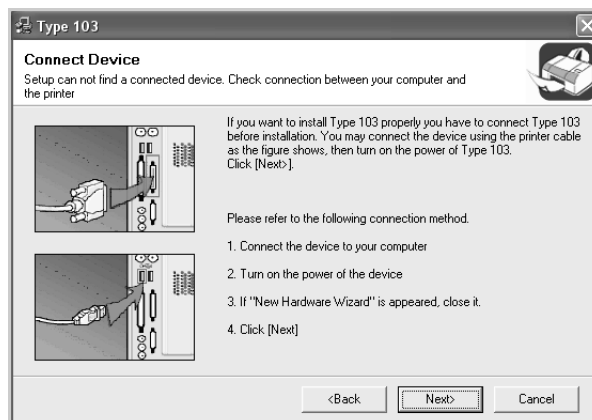 Type 103
Connect Device
Setup can not find a connected device. Check connection between your computer and
the printer
If you want to install Type 103 properly you have to connect Type 103
before installation. You may connect the device using the printer cable
as the figure shows, then turn on the power of Type 103.
Click [Next>].
Please refer to the following connection method.
1. Connect the device to your computer
2. Turn on the power of the device
3. If "New Hardware Wizard" is appeared, close it.
4. Click [Next]
<Back
Next>
Cancel